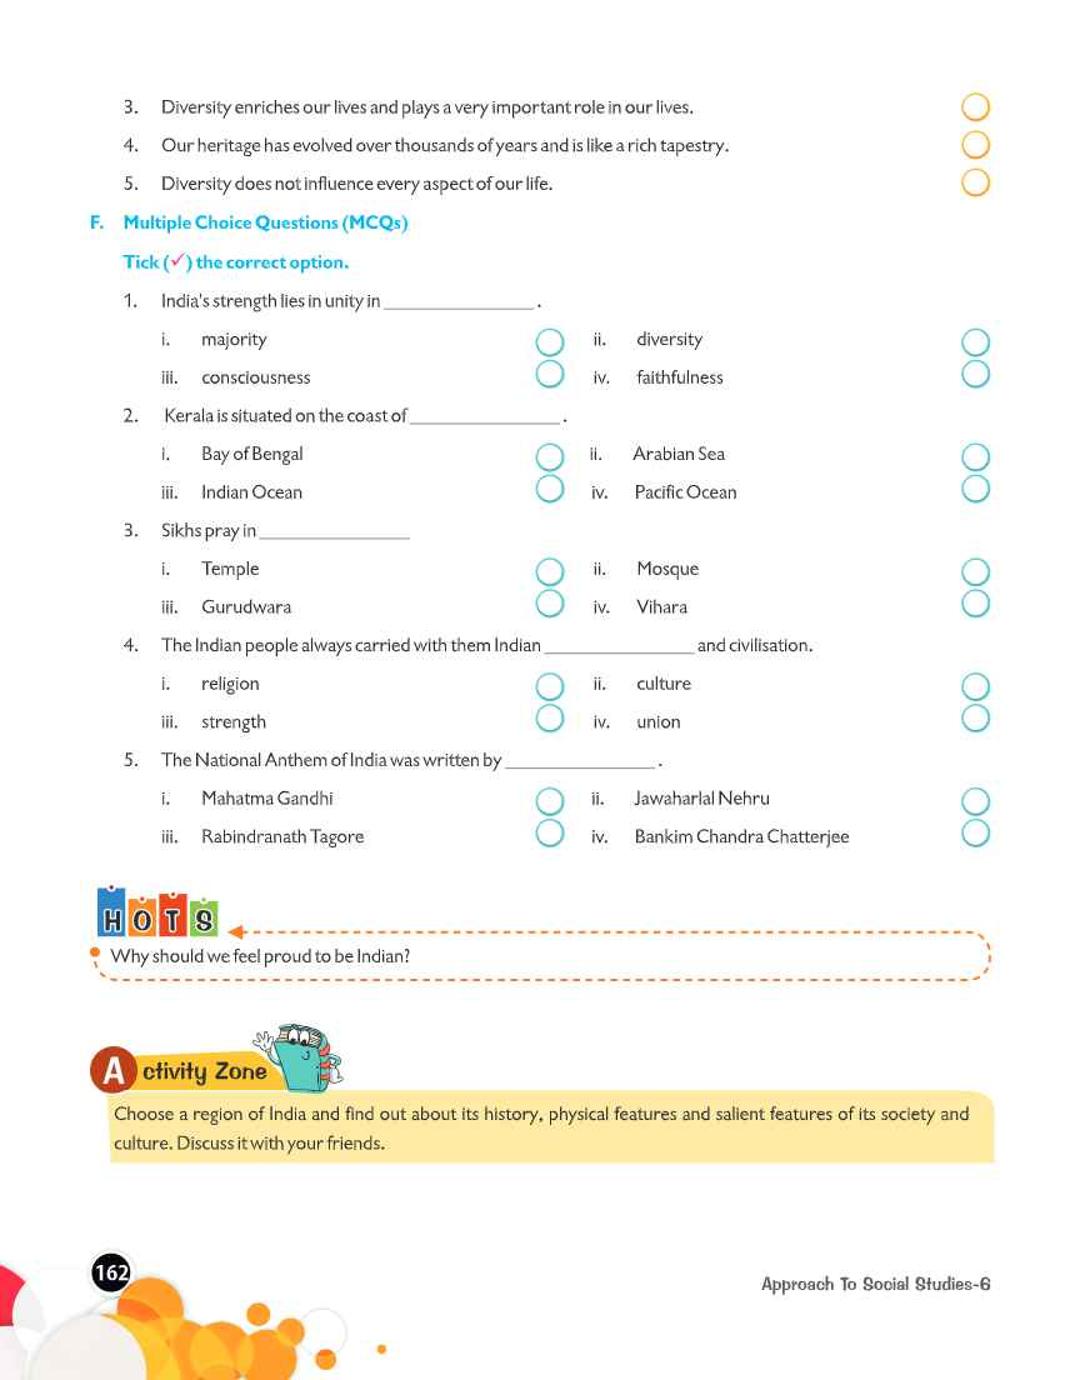 3. Diversity enriches our lives and plays a very important role in our lives.
4. Our heritage has evolved over thousands of years and is like a rich tapestry.
5. Diversity does not influence every aspect of our life.
F. Multiple Choice Questions (MCQs)
Tick (✓) the correct option.
1. India's strength lies in unity in _______________ .
i. majority ii. diversity
iii. consciousness iv. faithfulness
2. Kerala is situated on the coast of _______________ .
i. Bay of Bengal ii. Arabian Sea
iii. Indian Ocean iv. Pacific Ocean
3. Sikhs pray in _______________
i. Temple ii. Mosque
iii. Gurudwara iv. Vihara
4. The Indian people always carried with them Indian _______________ and civilisation.
i. religion ii. culture
iii. strength iv. union
5. The National Anthem of India was written by _______________ .
i. Mahatma Gandhi ii. Jawaharlal Nehru
iii. Rabindranath Tagore iv. Bankim Chandra Chatterjee
HOTS
Why should we feel proud to be Indian?
Activity Zone
Choose a region of India and find out about its history, physical features and salient features of its society and
culture. Discuss it with your friends.
162
Approach To Social Studies-6